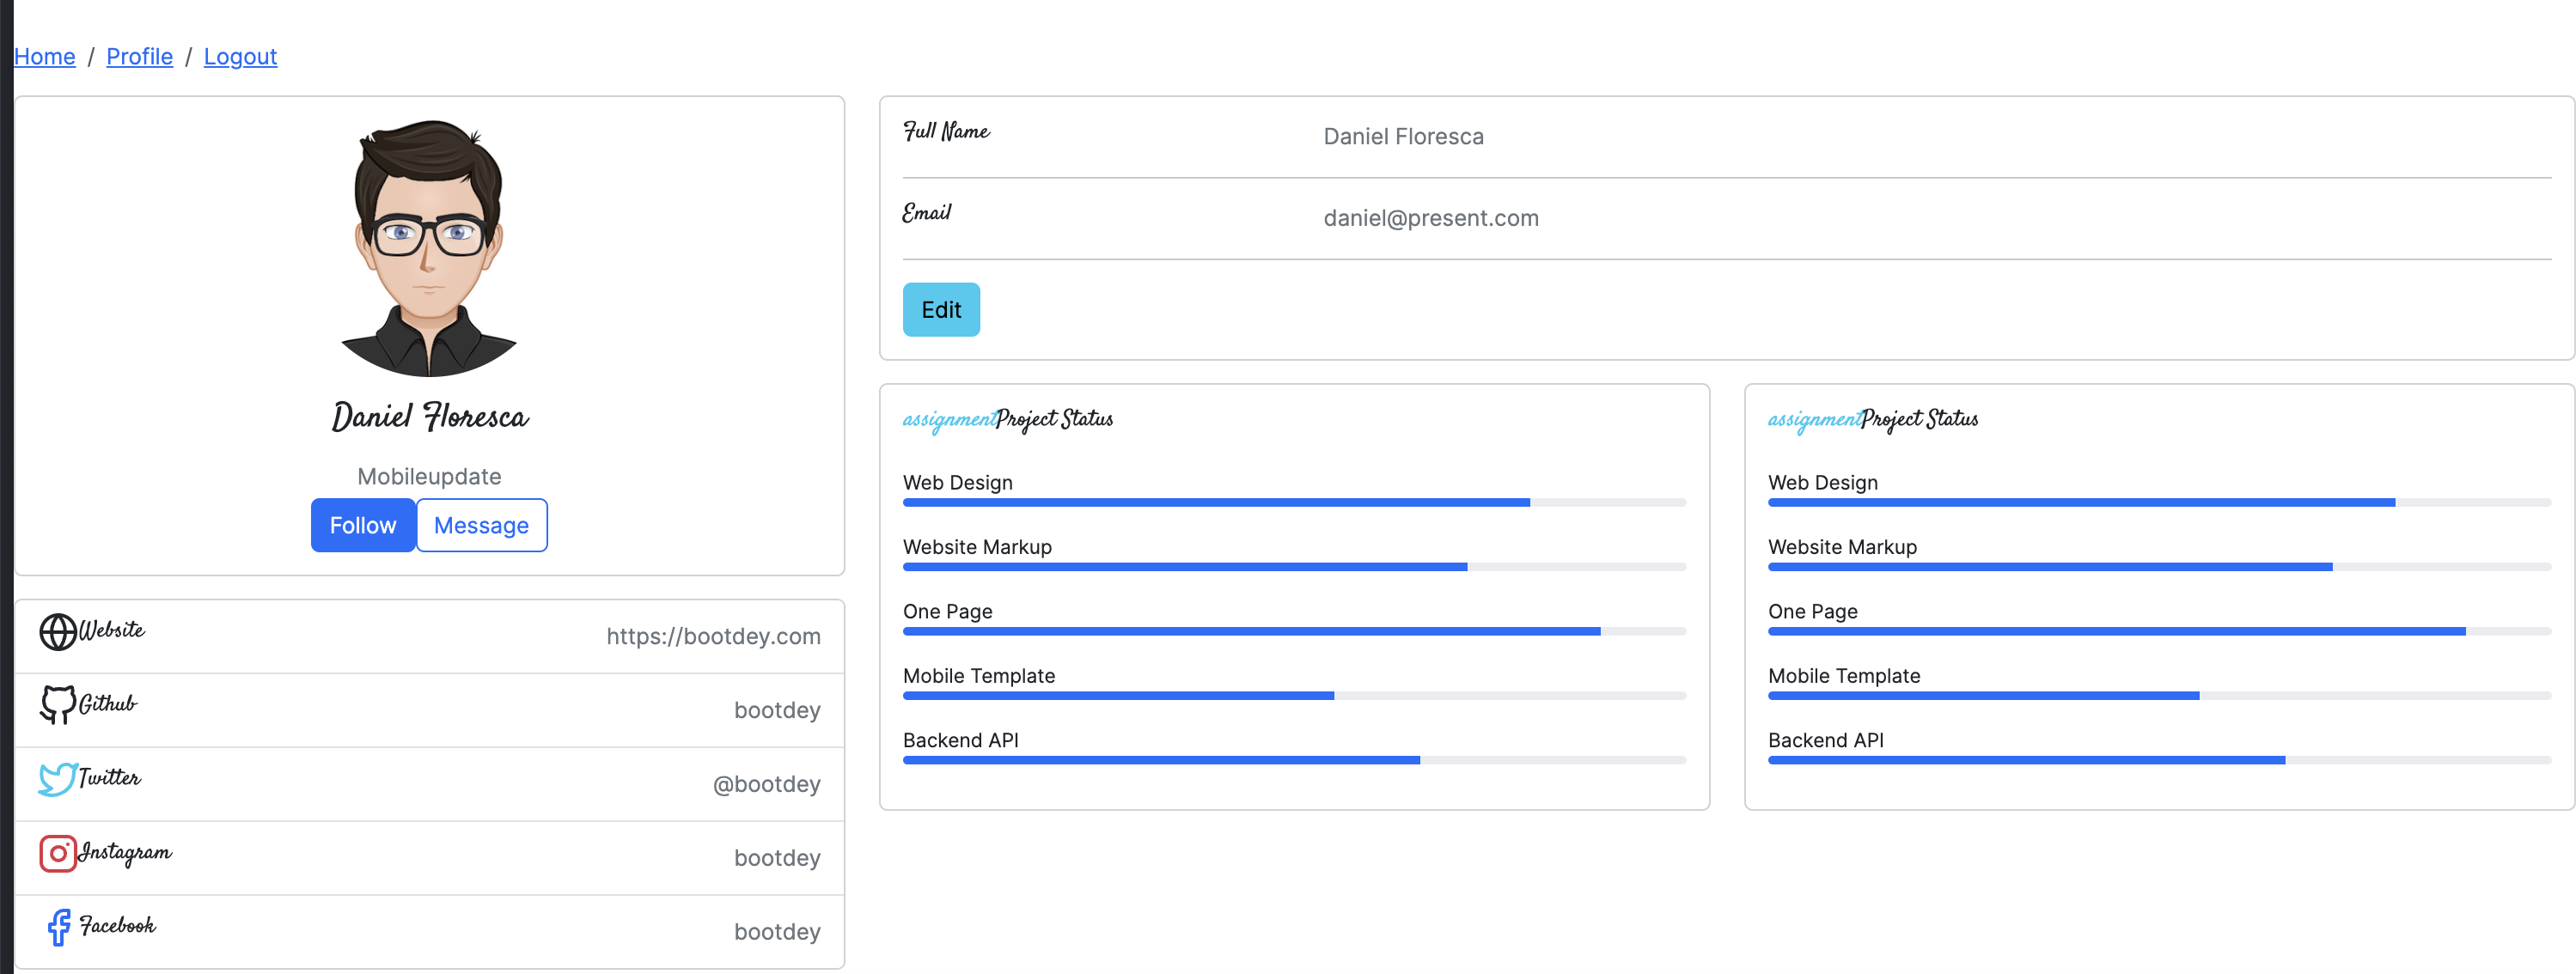 Home / Profile / Logout
Daniel Floresca
Mobileupdate
Follow Message
Website https://bootdey.com
Github bootdey
Twitter @bootdey
Instagram bootdey
Facebook bootdey
Full Name Daniel Floresca
Email daniel@present.com
Edit
assignmentProject Status
Web Design
Website Markup
One Page
Mobile Template
Backend API
assignmentProject Status
Web Design
Website Markup
One Page
Mobile Template
Backend API